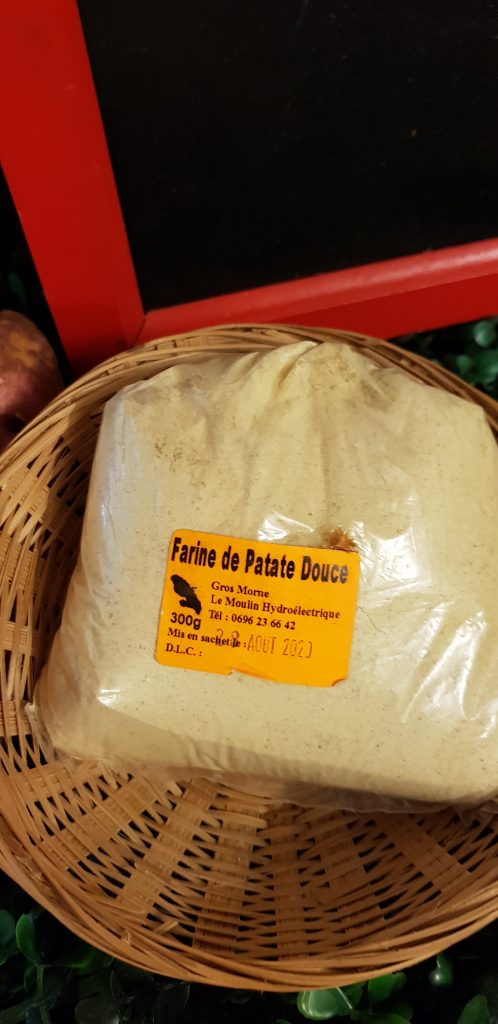 Farine de Patate Douce
Gros Morne
Le Moulin Hydroélectrique
300g Tél : 0696 23 66 42
Mis en sachet le : 28 AOUT
D.L.C. :